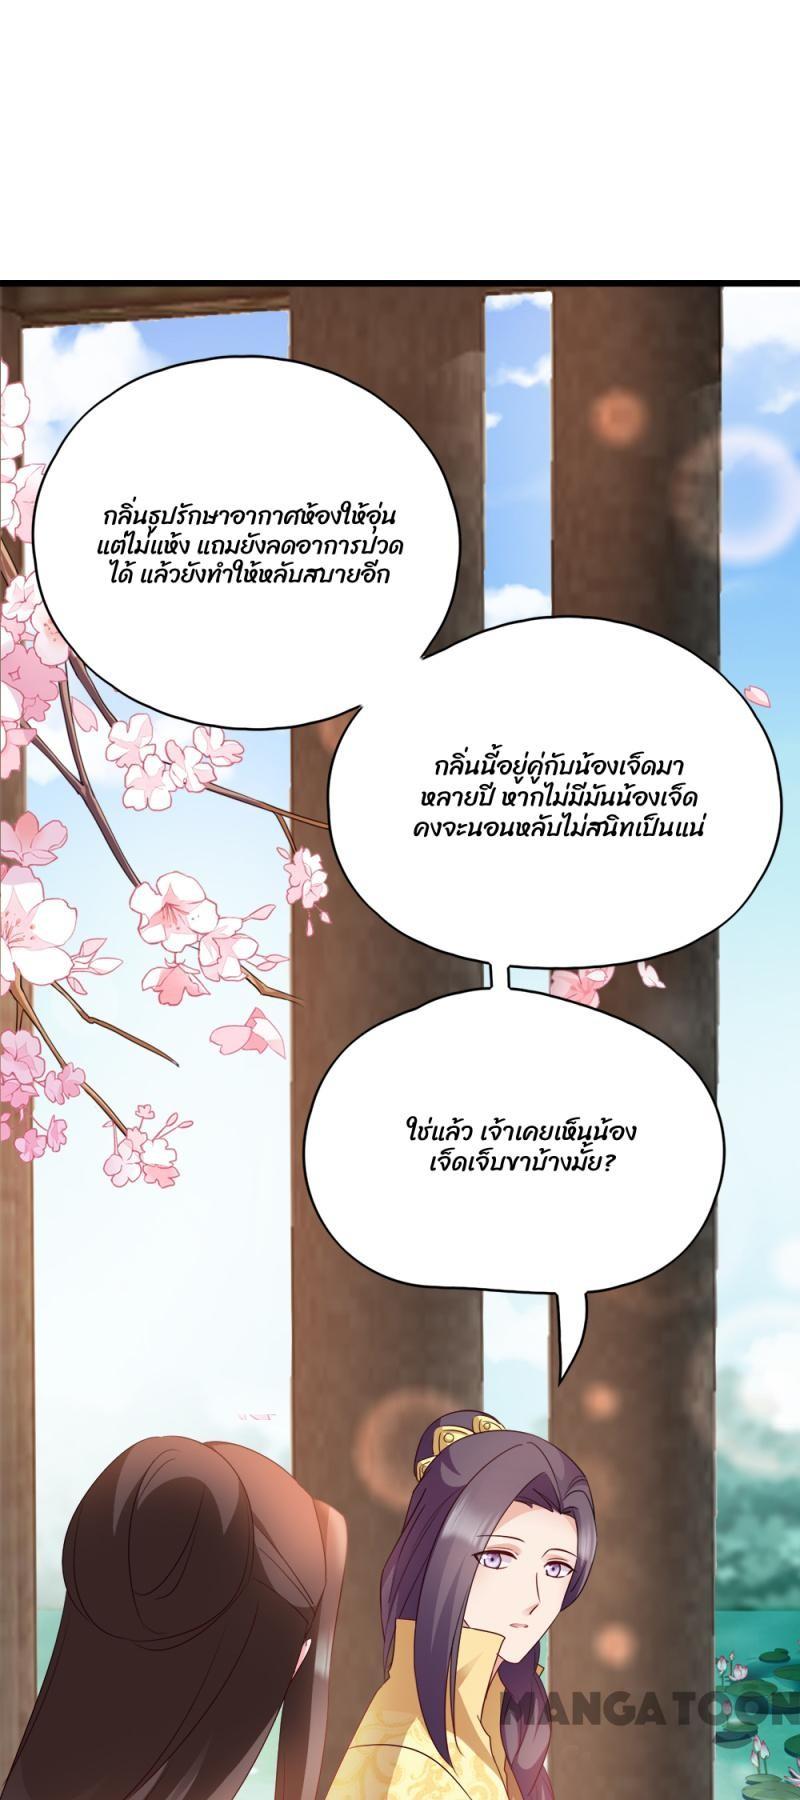 กลิ่นธูปรักษาอากาศห้องให้อุ่น
แต่ไม่แห้ง แถมยังลดอาการปวด
ได้ แล้วยังทำให้หลับสบายอีก
กลิ่นนี้อยู่คู่กับน้องเจ็ดมา
หลายปี หากไม่มีมันน้องเจ็ด
คงจะนอนหลับไม่สนิทเป็นแน่
ใช่แล้ว เจ้าเคยเห็นน้อง
เจ็ดเจ็บขาบ้างมั้ย?
MANGATOON